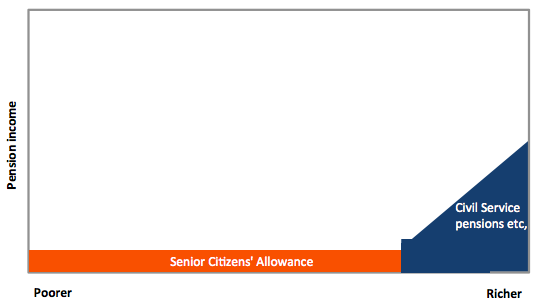 Pension income
Civil Service
pensions etc,
Senior Citizens' Allowance
Poorer
Richer